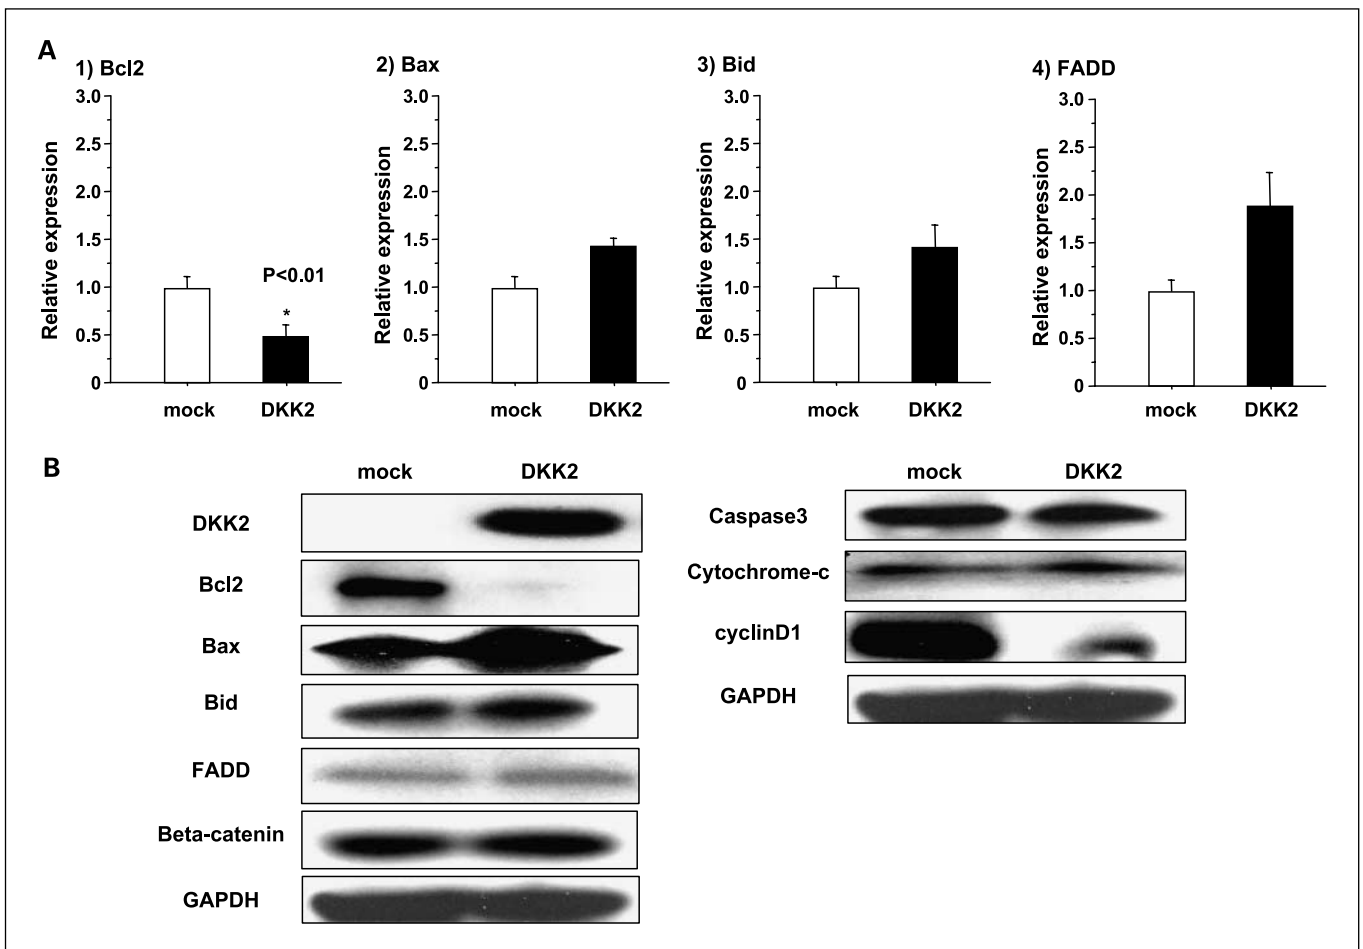 A
1) Bcl2
Relative expression
3.0
2.5
2.0
1.5
1.0
0.5
0
P<0.01
*
mock DKK2
2) Bax
Relative expression
3.0
2.5
2.0
1.5
1.0
0.5
0
mock DKK2
3) Bid
Relative expression
3.0
2.5
2.0
1.5
1.0
0.5
0
mock DKK2
4) FADD
Relative expression
3.0
2.5
2.0
1.5
1.0
0.5
0
mock DKK2
B
mock DKK2
DKK2
Bcl2
Bax
Bid
FADD
Beta-catenin
GAPDH
mock DKK2
Caspase3
Cytochrome-c
cyclinD1
GAPDH